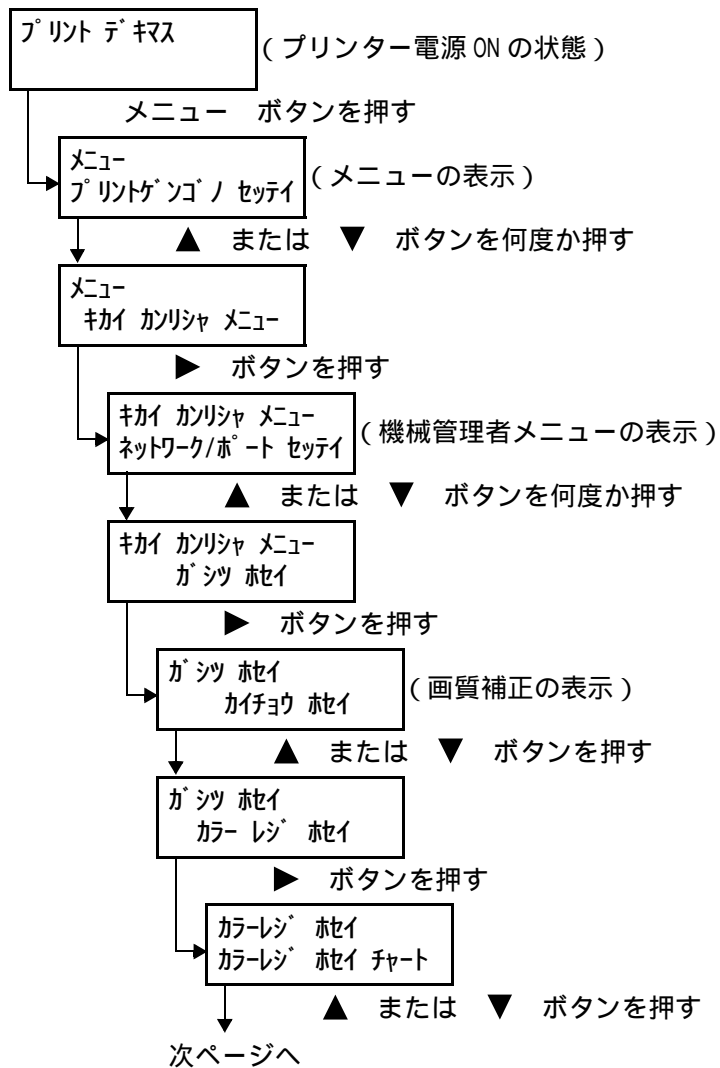 ﾌﾟﾘﾝﾄ ﾃﾞｷﾏｽ
(プリンター電源 ON の状態)
メニュー　ボタンを押す
ﾒﾆｭｰ
ﾌﾟﾘﾝﾄｹﾞﾝｺﾞﾉ ｾｯﾃｲ
(メニューの表示)
▲　または　▼　ボタンを何度か押す
ﾒﾆｭｰ
ｷｶｲ ｶﾝﾘｼｬ ﾒﾆｭｰ
▶　ボタンを押す
ｷｶｲ ｶﾝﾘｼｬ ﾒﾆｭｰ
ﾈｯﾄﾜｰｸ/ﾎﾟｰﾄ ｾｯﾃｲ
(機械管理者メニューの表示)
▲　または　▼　ボタンを何度か押す
ｷｶｲ ｶﾝﾘｼｬ ﾒﾆｭｰ
ｶﾞｼﾂ ﾎｾｲ
▶　ボタンを押す
ｶﾞｼﾂ ﾎｾｲ
ｶｲﾁｮｳ ﾎｾｲ
(画質補正の表示)
▲　または　▼　ボタンを押す
ｶﾞｼﾂ ﾎｾｲ
ｶﾗｰ ﾚｼﾞ ﾎｾｲ
▶　ボタンを押す
ｶﾗｰﾚｼﾞ ﾎｾｲ
ｶﾗｰﾚｼﾞ ﾎｾｲ ﾁｬｰﾄ
▲　または　▼　ボタンを押す
次ページへ